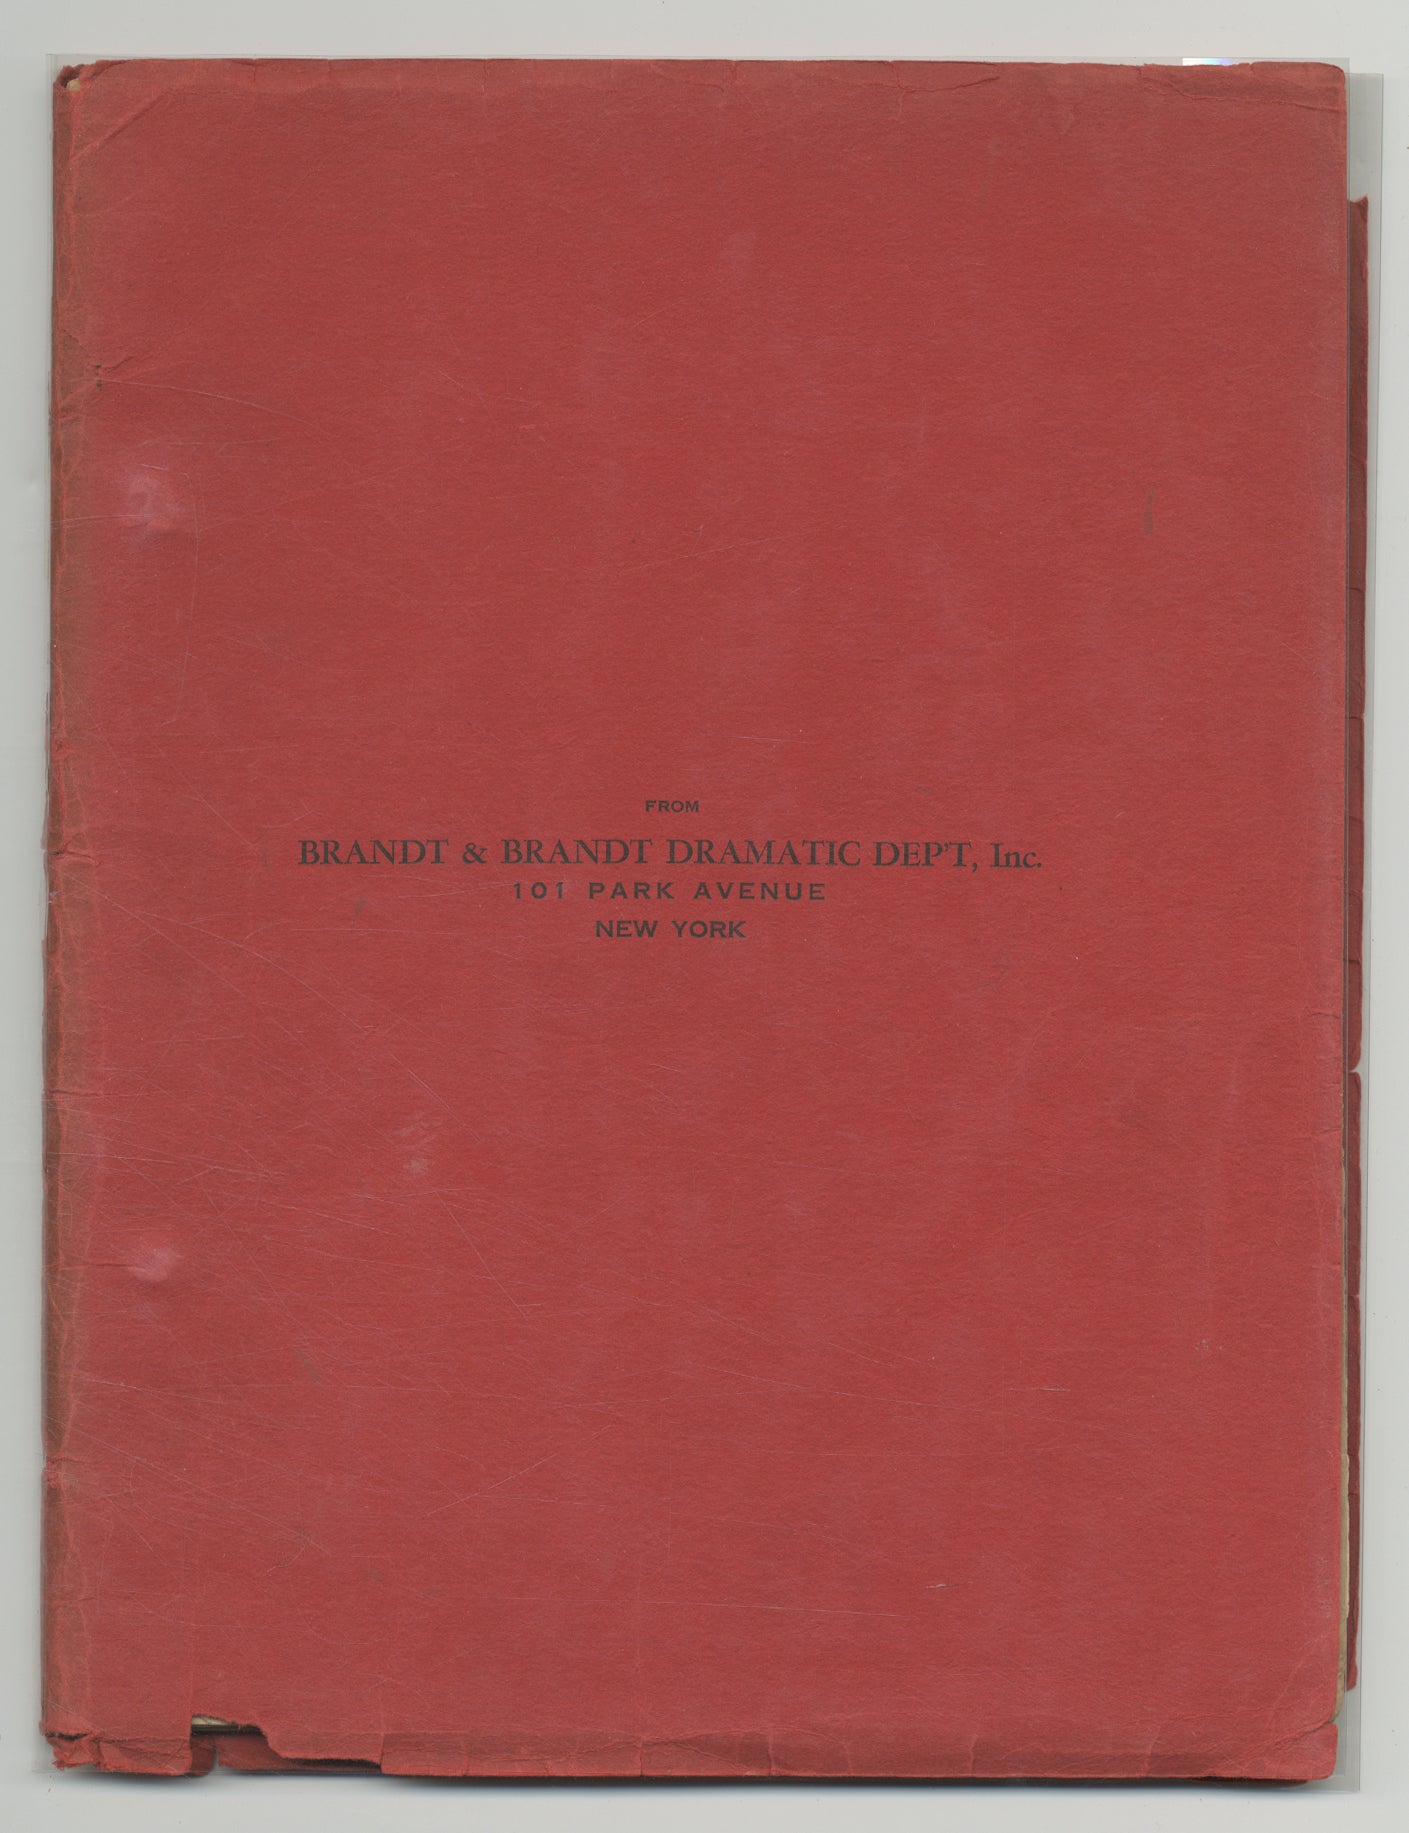 FROM
BRANDT & BRANDT DRAMATIC DEP'T, Inc.
101 PARK AVENUE
NEW YORK